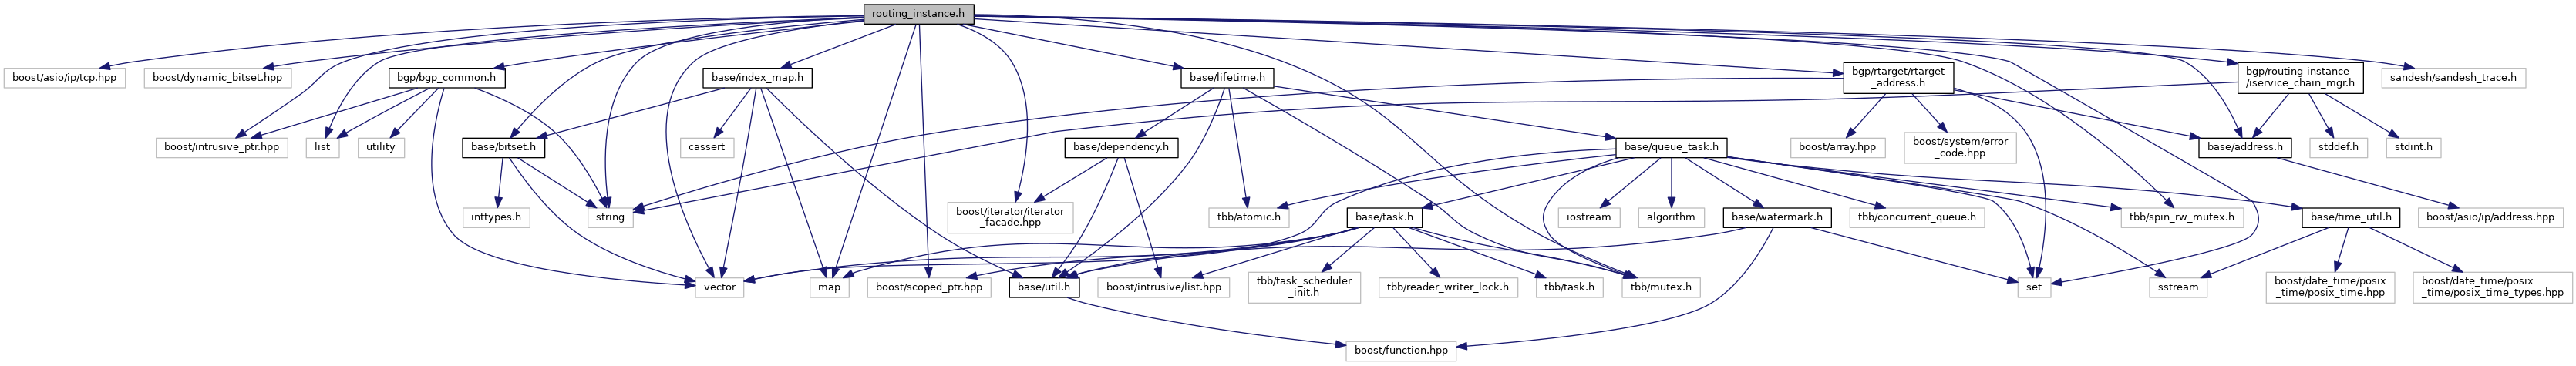 routing_instance.h
boost/asio/ip/tcp.hpp
boost/dynamic_bitset.hpp
bgp/bgp_common.h
base/index_map.h
base/lifetime.h
bgp/rtarget/rtarget
_address.h
bgp/routing-instance
/iservice_chain_mgr.h
sandesh/sandesh_trace.h
boost/intrusive_ptr.hpp
list
utility
base/bitset.h
cassert
base/dependency.h
base/queue_task.h
boost/array.hpp
boost/system/error
_code.hpp
base/address.h
stddef.h
stdint.h
inttypes.h
string
boost/iterator/iterator
_facade.hpp
tbb/atomic.h
base/task.h
iostream
algorithm
base/watermark.h
tbb/concurrent_queue.h
tbb/spin_rw_mutex.h
base/time_util.h
boost/asio/ip/address.hpp
vector
map
boost/scoped_ptr.hpp
base/util.h
boost/intrusive/list.hpp
tbb/task_scheduler
_init.h
tbb/reader_writer_lock.h
tbb/task.h
tbb/mutex.h
set
sstream
boost/date_time/posix
_time/posix_time.hpp
boost/date_time/posix
_time/posix_time_types.hpp
boost/function.hpp